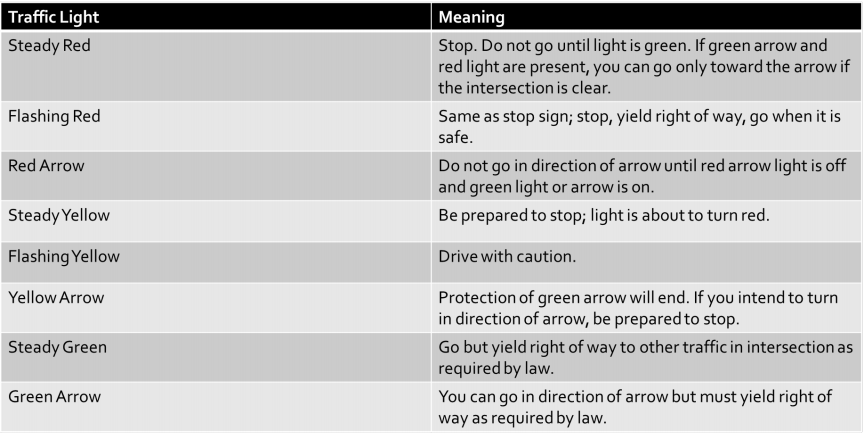 Traffic Light Meaning
Steady Red Stop. Do not go until light is green. If green arrow and
red light are present, you can go only toward the arrow if
the intersection is clear.
Flashing Red Same as stop sign; stop, yield right of way, go when it is
safe.
Red Arrow Do not go in direction of arrow until red arrow light is off
and green light or arrow is on.
Steady Yellow Be prepared to stop; light is about to turn red.
Flashing Yellow Drive with caution.
Yellow Arrow Protection of green arrow will end. If you intend to turn
in direction of arrow, be prepared to stop.
Steady Green Go but yield right of way to other traffic in intersection as
required by law.
Green Arrow You can go in direction of arrow but must yield right of
way as required by law.